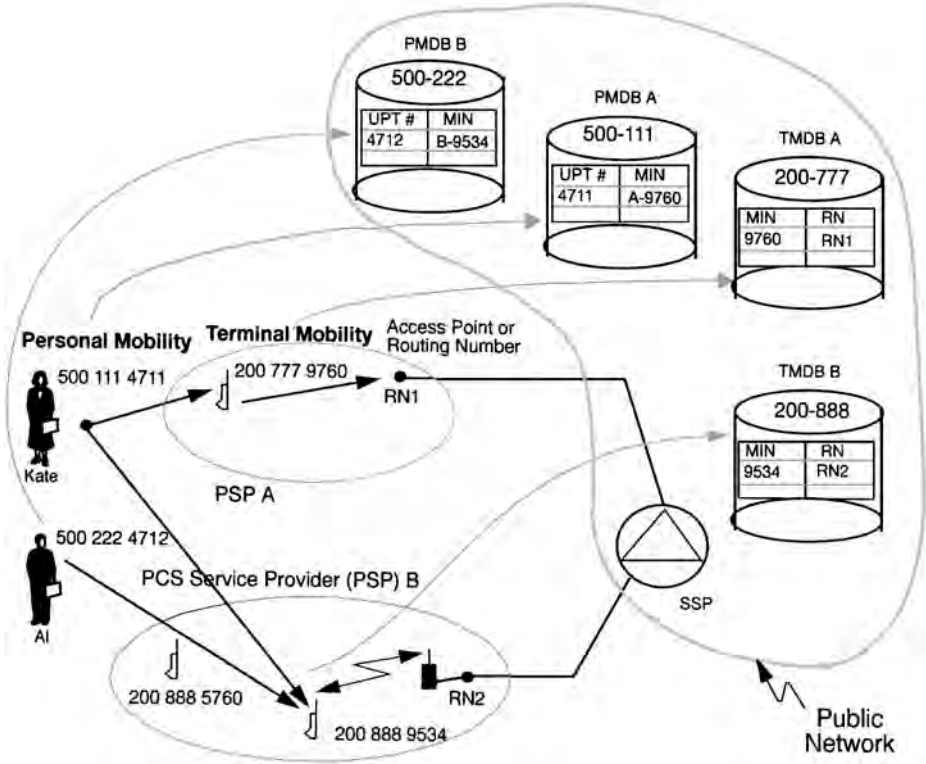 PMDB B
500-222
UPT # MIN
4712 B-9534
PMDB A
500-111
UPT # MIN
4711 A-9760
TMDB A
200-777
MIN RN
9760 RN1
Personal Mobility
Terminal Mobility
Access Point or
Routing Number
500 111 4711
200 777 9760
RN1
Kate
PSP A
TMDB B
200-888
MIN RN
9534 RN2
500 222 4712
Al
PCS Service Provider (PSP) B
SSP
200 888 5760
RN2
200 888 9534
Public
Network